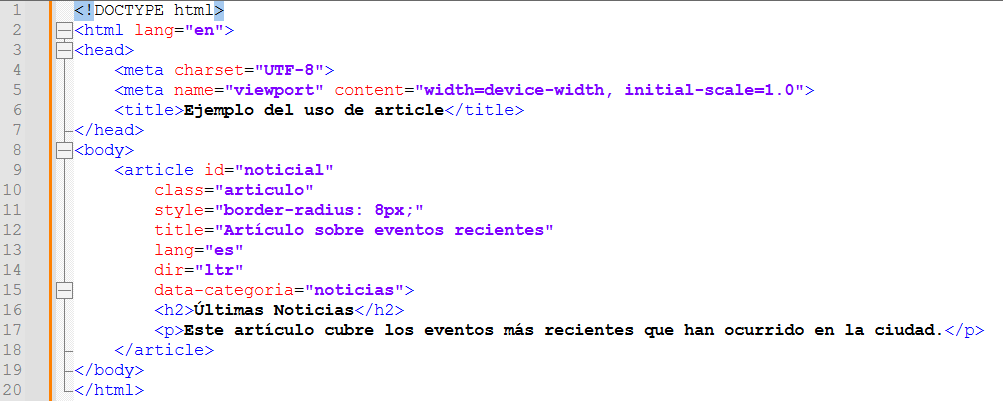 1 <!DOCTYPE html>
2 <html lang="en">
3 <head>
4     <meta charset="UTF-8">
5     <meta name="viewport" content="width=device-width, initial-scale=1.0">
6     <title>Ejemplo del uso de article</title>
7 </head>
8 <body>
9     <article id="noticia1"
10         class="articulo"
11         style="border-radius: 8px;"
12         title="Artículo sobre eventos recientes"
13         lang="es"
14         dir="ltr"
15         data-categoria="noticias">
16         <h2>Últimas Noticias</h2>
17         <p>Este artículo cubre los eventos más recientes que han ocurrido en la ciudad.</p>
18     </article>
19 </body>
20 </html>